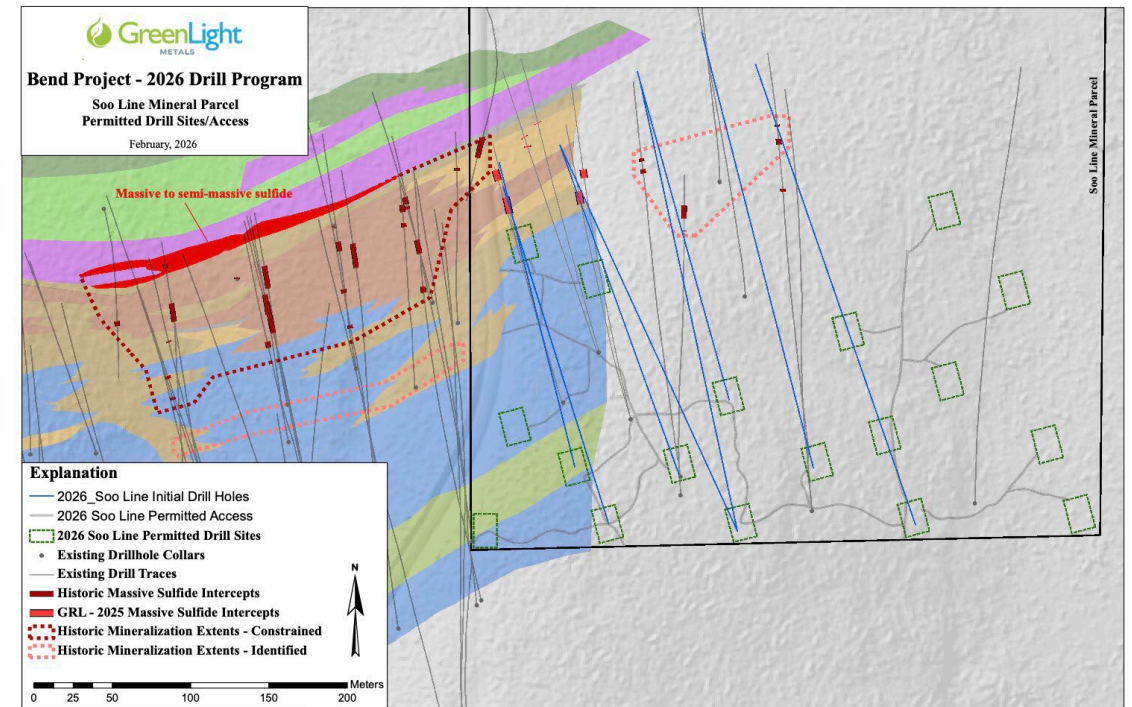 GreenLight
METALS
Bend Project - 2026 Drill Program
Soo Line Mineral Parcel
Permitted Drill Sites/Access
February, 2026
Massive to semi-massive sulfide
Soo Line Mineral Parcel
Explanation
2026_Soo Line Initial Drill Holes
2026 Soo Line Permitted Access
2026 Soo Line Permitted Drill Sites
Existing Drillhole Collars
Existing Drill Traces
Historic Massive Sulfide Intercepts
GRL - 2025 Massive Sulfide Intercepts
Historic Mineralization Extents - Constrained
Historic Mineralization Extents - Identified
N
Meters
0 25 50 100 150 200